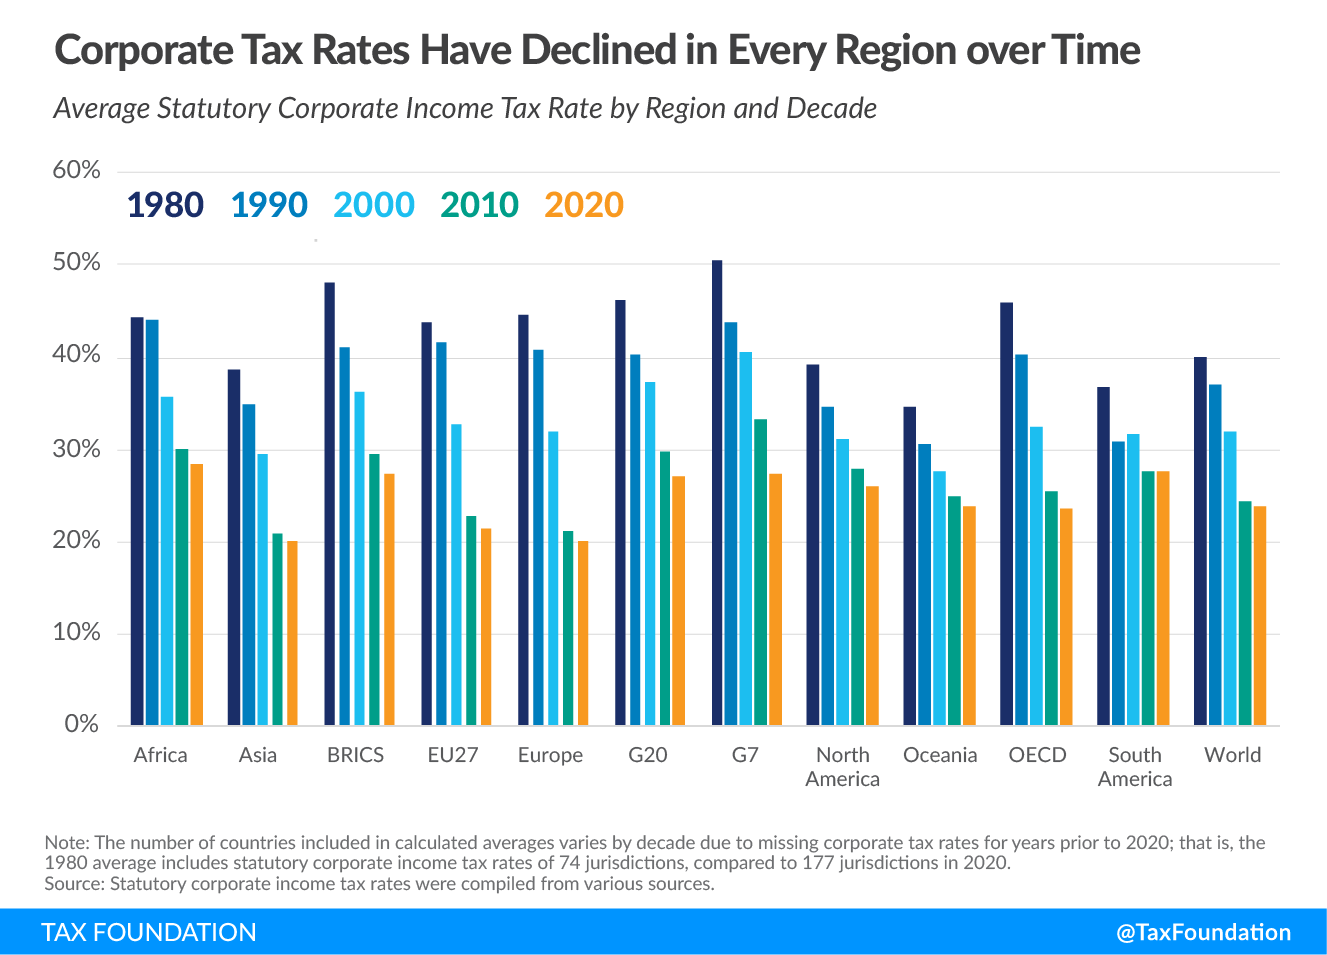 Corporate Tax Rates Have Declined in Every Region over Time
Average Statutory Corporate Income Tax Rate by Region and Decade
60%
1980 1990 2000 2010 2020
50%
40%
30%
20%
10%
0%
Africa Asia BRICS EU27 Europe G20 G7 North America Oceania OECD South America World
Note: The number of countries included in calculated averages varies by decade due to missing corporate tax rates for years prior to 2020; that is, the
1980 average includes statutory corporate income tax rates of 74 jurisdictions, compared to 177 jurisdictions in 2020.
Source: Statutory corporate income tax rates were compiled from various sources.
TAX FOUNDATION @TaxFoundation